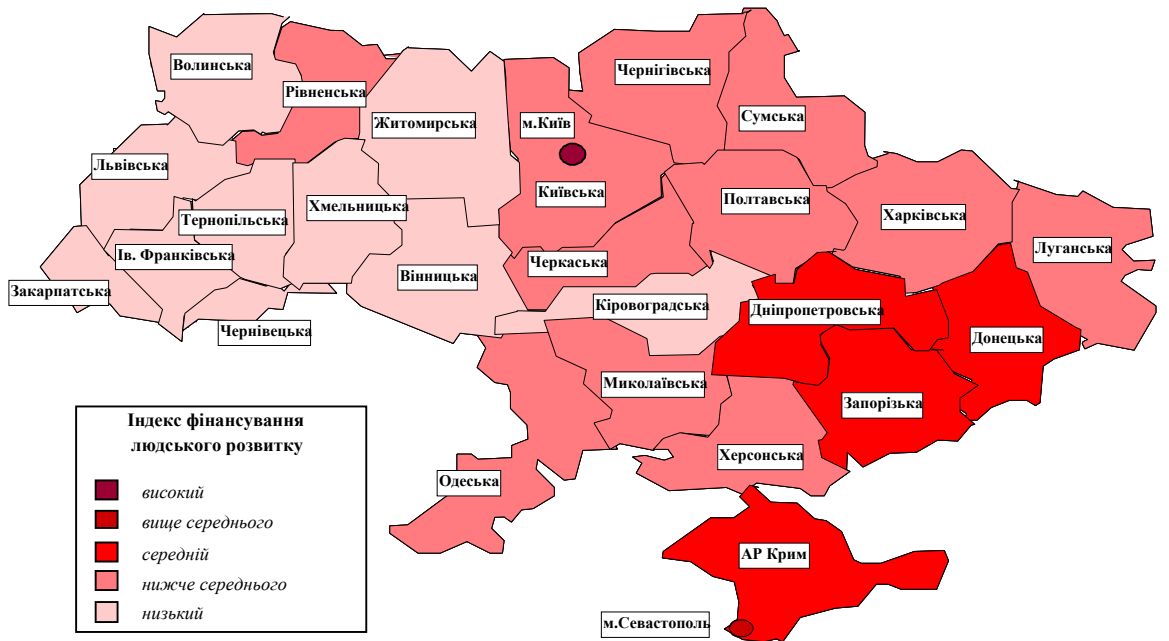 Волинська
Рівненська
Житомирська
м.Київ
Чернігівська
Сумська
Львівська
Тернопільська
Хмельницька
Київська
Полтавська
Харківська
Луганська
Ів. Франківська
Закарпатська
Чернівецька
Вінницька
Черкаська
Кіровоградська
Дніпропетровська
Донецька
Миколаївська
Запорізька
Херсонська
Одеська
АР Крим
м.Севастополь
Індекс фінансування
людського розвитку
високий
вище середнього
середній
нижче середнього
низький